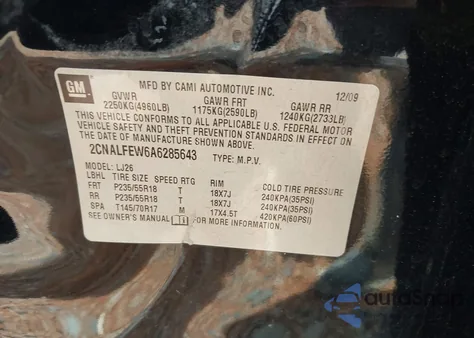 GM
MFD BY CAMI AUTOMOTIVE INC.
12/09
GVWR GAWR FRT GAWR RR
2250KG(4960LB) 1175KG(2590LB) 1240KG(2733LB)
THIS VEHICLE CONFORMS TO ALL APPLICABLE U.S. FEDERAL MOTOR
VEHICLE SAFETY, BUMPER, AND THEFT PREVENTION STANDARDS IN
EFFECT ON THE DATE OF MANUFACTURE SHOWN ABOVE.
2CNALFEW6A6285643 TYPE: M.P.V.
MODEL: LJ26
LBHL TIRE SIZE SPEED RTG RIM COLD TIRE PRESSURE
FRT P235/55R18 T 18X7J 240KPA(35PSI)
RR P235/55R18 T 18X7J 240KPA(35PSI)
SPA T145/70R17 M 17X4.5T 420KPA(60PSI)
SEE OWNER'S MANUAL i FOR MORE INFORMATION.
autoSnap